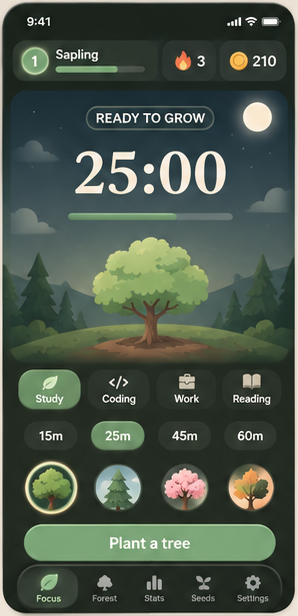 9:41
1
Sapling
3
210
READY TO GROW
25:00
</>
Study
Coding
Work
Reading
15m
25m
45m
60m
Plant a tree
Focus
Forest
Stats
Seeds
Settings